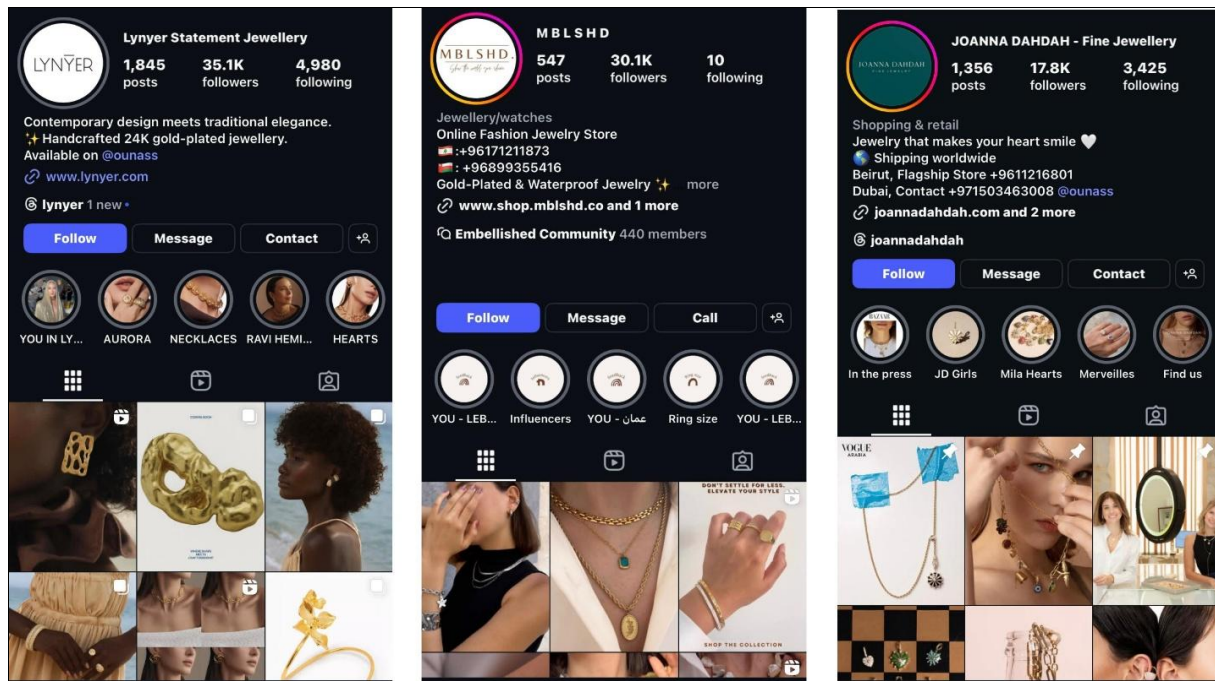 LYNYER
Lynyer Statement Jewellery
1,845 35.1K 4,980
posts followers following
Contemporary design meets traditional elegance.
✨ Handcrafted 24K gold-plated jewellery.
Available on @ounass
www.lynyer.com
lynyer 1 new
Follow Message Contact
YOU IN LY... AURORA NECKLACES RAVI HEMI... HEARTS
MBLSHD.
M B L S H D
547 30.1K 10
posts followers following
Jewellery/watches
Online Fashion Jewelry Store
🇱🇧:+96171211873
🇴🇲: +96899355416
Gold-Plated & Waterproof Jewelry ✨ more
www.shop.mblshd.co and 1 more
Embellished Community 440 members
Follow Message Call
YOU - LEB... Influencers YOU - عمان Ring size YOU - LEB...
DON'T SETTLE FOR LESS.
ELEVATE YOUR STYLE
SHOP THE COLLECTION
JOANNA DAHDAH
FINE JEWELRY
JOANNA DAHDAH - Fine Jewellery
1,356 17.8K 3,425
posts followers following
Shopping & retail
Jewelry that makes your heart smile 🤍
🌎 Shipping worldwide
Beirut, Flagship Store +9611216801
Dubai, Contact +971503463008 @ounass
joannadahdah.com and 2 more
joannadahdah
Follow Message Contact
BAZAAR
In the press JD Girls Mila Hearts Merveilles Find us
VOGUE
ARABIA